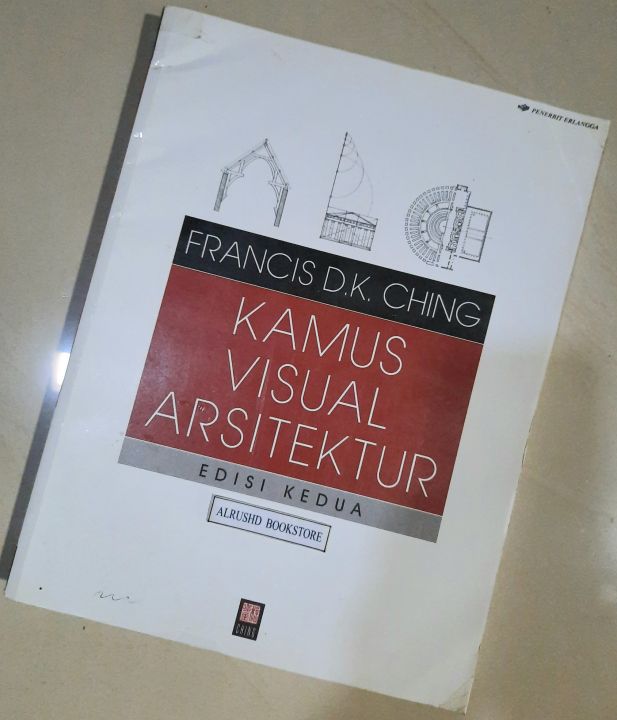 PENERBIT ERLANGGA
FRANCIS D.K. CHING
KAMUS
VISUAL
ARSITEKTUR
EDISI KEDUA
ALRUSHD BOOKSTORE
CHING